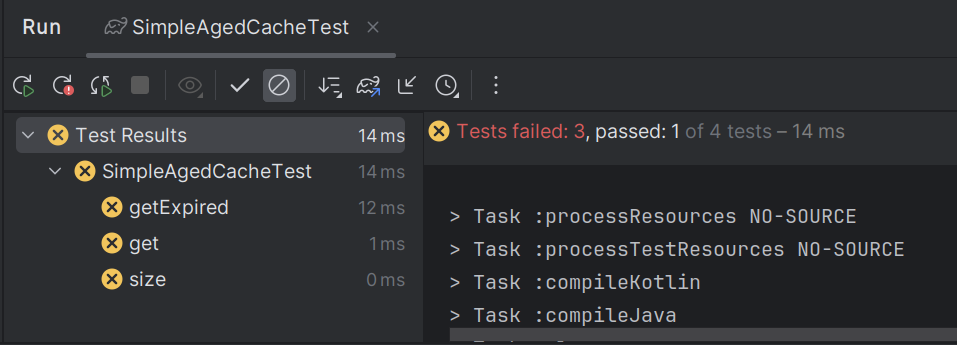 Run SimpleAgedCacheTest
Test Results 14 ms
SimpleAgedCacheTest 14 ms
getExpired 12 ms
get 1 ms
size 0 ms
Tests failed: 3, passed: 1 of 4 tests – 14 ms
> Task :processResources NO-SOURCE
> Task :processTestResources NO-SOURCE
> Task :compileKotlin
> Task :compileJava